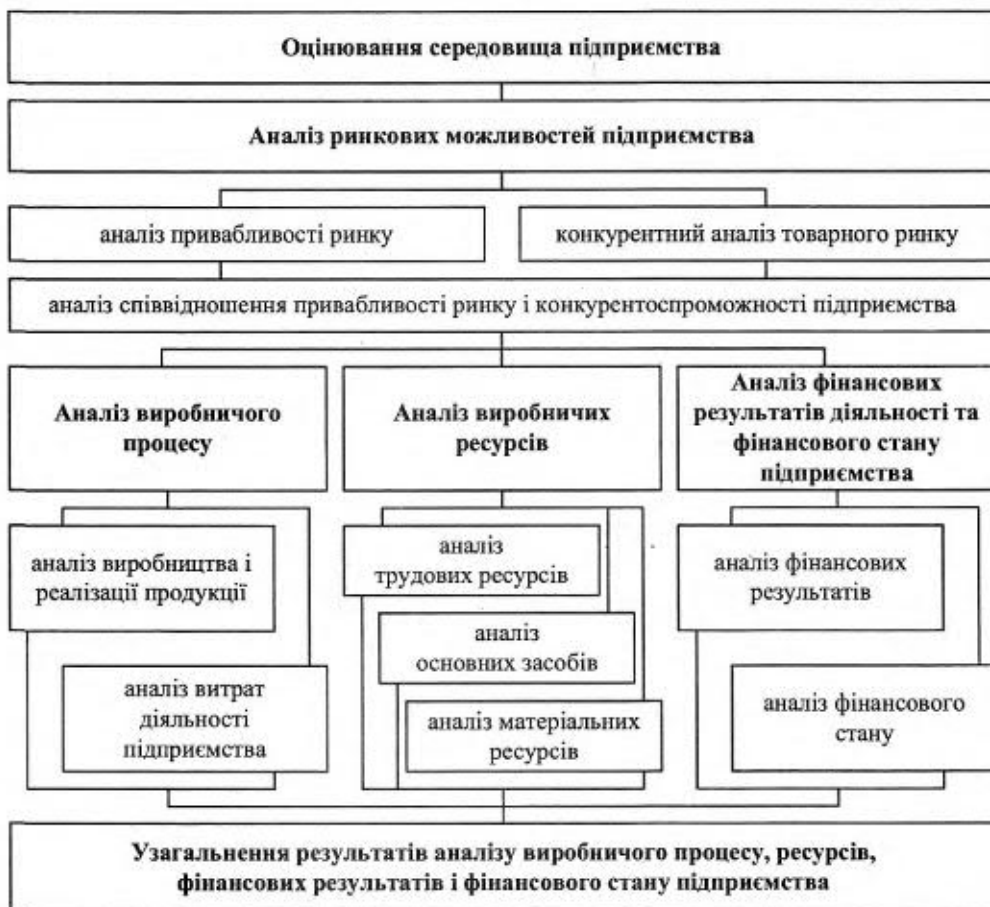 Оцінювання середовища підприємства
Аналіз ринкових можливостей підприємства
аналіз привабливості ринку
конкурентний аналіз товарного ринку
аналіз співвідношення привабливості ринку і конкурентоспроможності підприємства
Аналіз виробничого
процесу
Аналіз виробничих
ресурсів
Аналіз фінансових
результатів діяльності та
фінансового стану
підприємства
аналіз виробництва і
реалізації продукції
аналіз витрат
діяльності
підприємства
аналіз
трудових ресурсів
аналіз
основних засобів
аналіз матеріальних
ресурсів
аналіз фінансових
результатів
аналіз фінансового
стану
Узагальнення результатів аналізу виробничого процесу, ресурсів,
фінансових результатів і фінансового стану підприємства